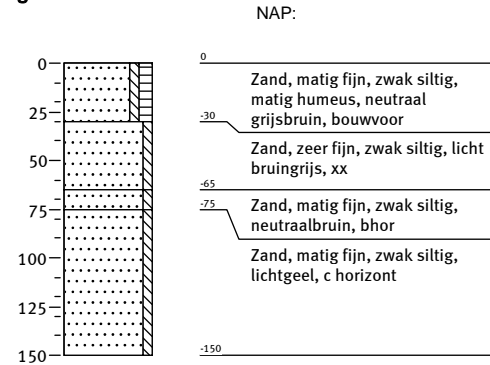 NAP:
0
25
50
75
100
125
150
0
Zand, matig fijn, zwak siltig,
matig humeus, neutraal
grijsbruin, bouwvoor
-30
Zand, zeer fijn, zwak siltig, licht
bruingrijs, xx
-65
Zand, matig fijn, zwak siltig,
neutraalbruin, bhor
-75
Zand, matig fijn, zwak siltig,
lichtgeel, c horizont
-150